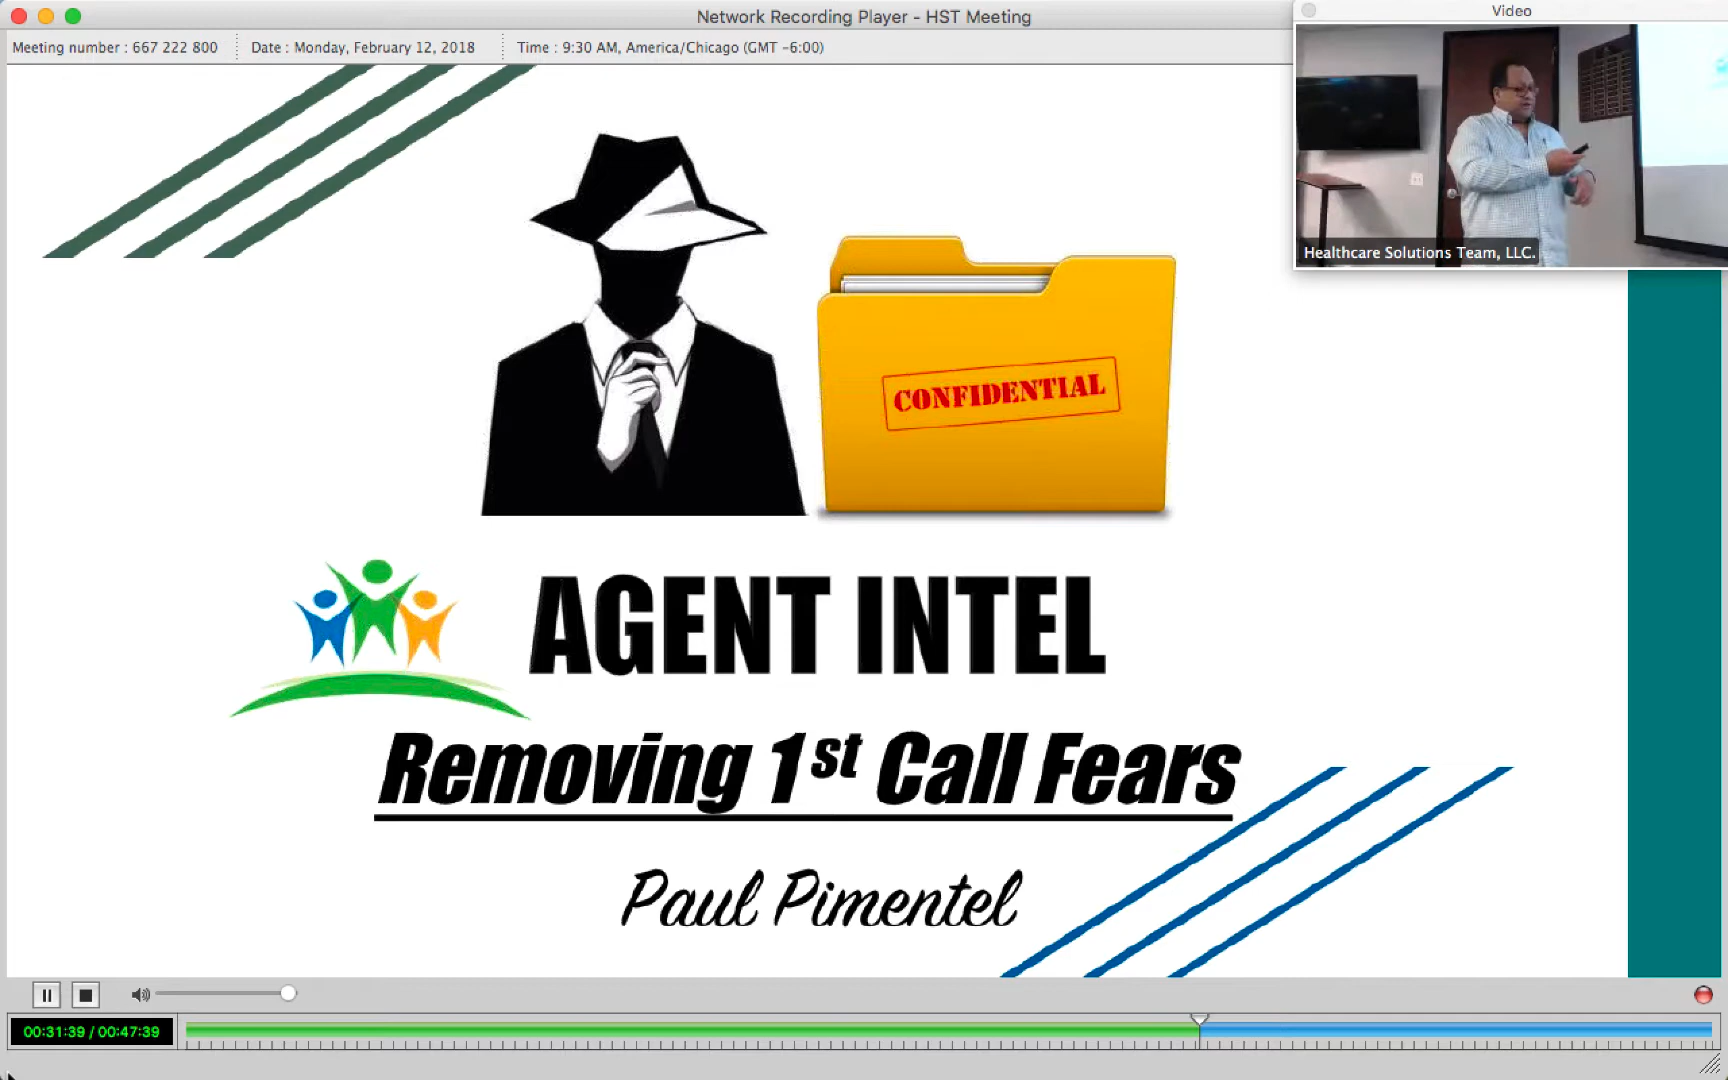 Network Recording Player - HST Meeting
Video
Meeting number : 667 222 800
Date : Monday, February 12, 2018
Time : 9:30 AM, America/Chicago (GMT -6:00)
Healthcare Solutions Team, LLC.
CONFIDENTIAL
AGENT INTEL
Removing 1st Call Fears
Paul Pimentel
00:31:39 / 00:47:39